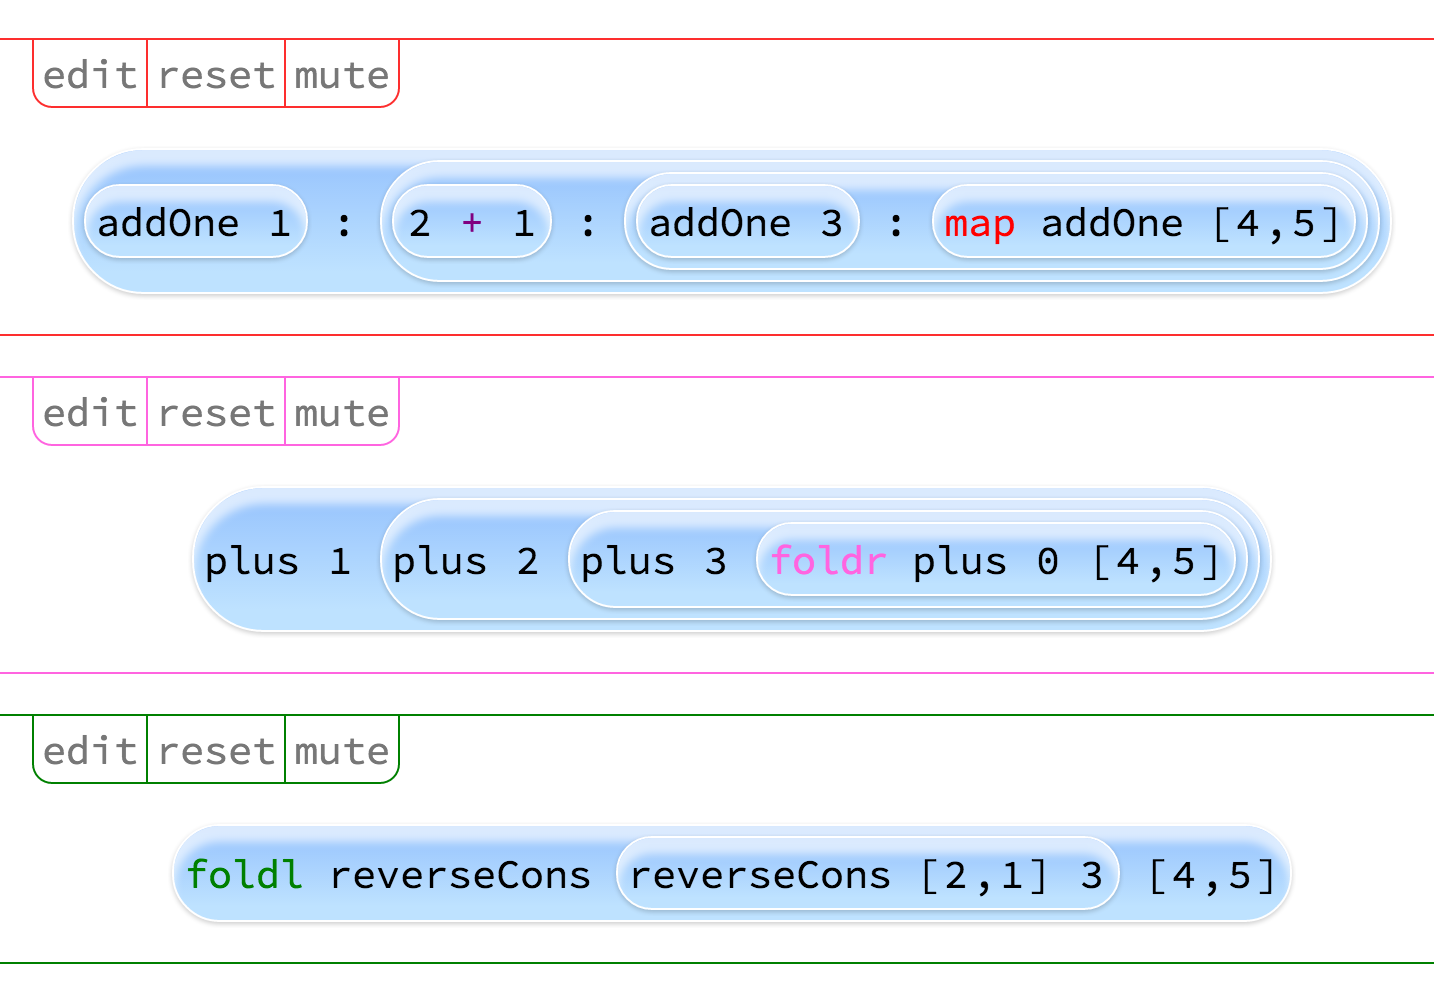 edit reset mute
addOne 1 : 2 + 1 : addOne 3 : map addOne [4,5]
edit reset mute
plus 1 plus 2 plus 3 foldr plus 0 [4,5]
edit reset mute
foldl reverseCons reverseCons [2,1] 3 [4,5]